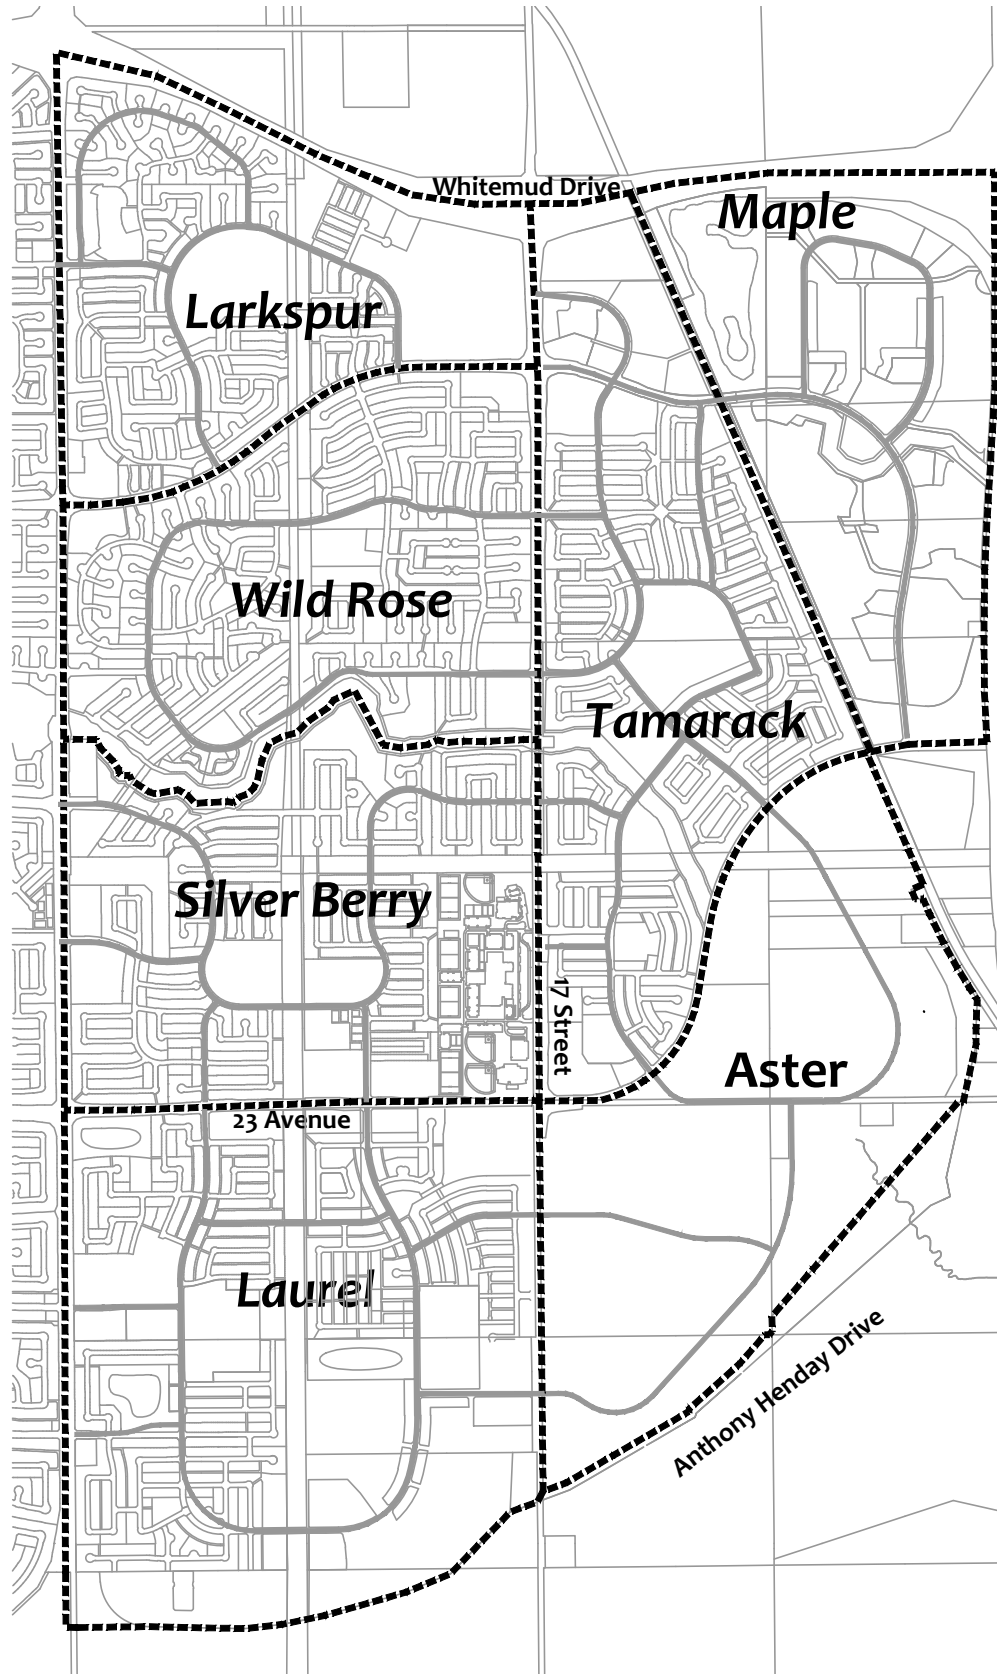 Whitemud Drive
Maple
Larkspur
Wild Rose
Tamarack
Silver Berry
17 Street
Aster
23 Avenue
Laurel
Anthony Henday Drive